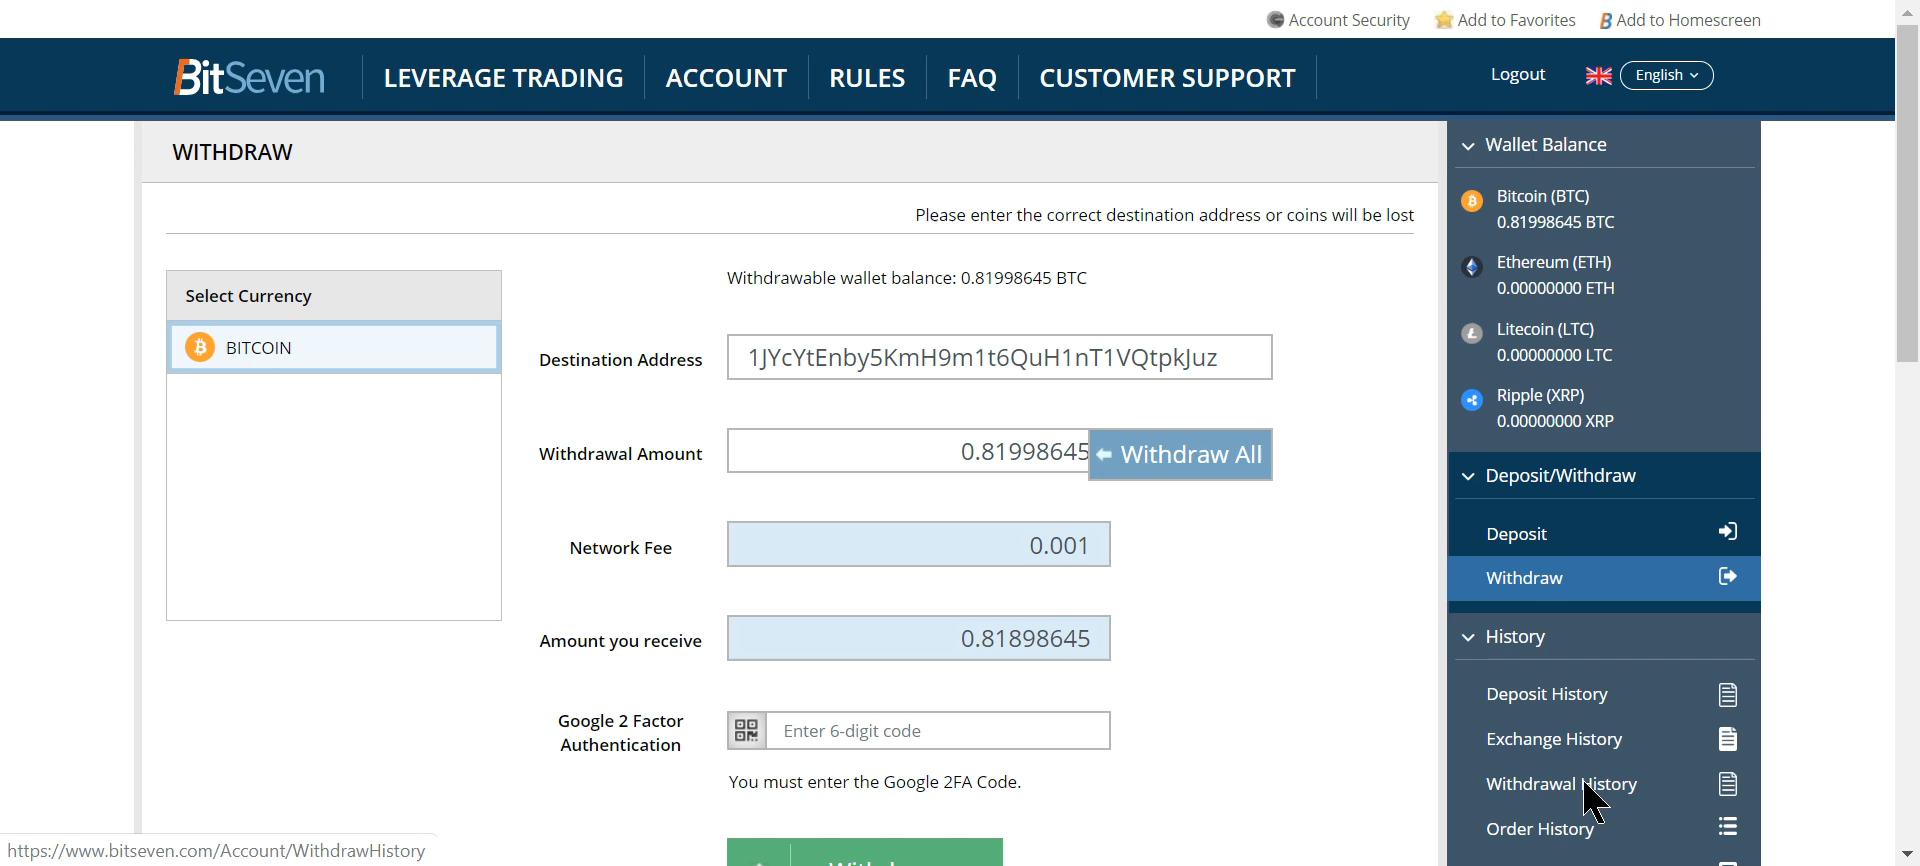 Account Security
Add to Favorites
Add to Homescreen
BitSeven
LEVERAGE TRADING
ACCOUNT
RULES
FAQ
CUSTOMER SUPPORT
Logout
English
WITHDRAW
Please enter the correct destination address or coins will be lost
Select Currency
BITCOIN
Withdrawable wallet balance: 0.81998645 BTC
Destination Address
1JYcYtEnby5KmH9m1t6QuH1nT1VQtpkJuz
Withdrawal Amount
0.81998645
Withdraw All
Network Fee
0.001
Amount you receive
0.81898645
Google 2 Factor
Authentication
Enter 6-digit code
You must enter the Google 2FA Code.
Wallet Balance
Bitcoin (BTC)
0.81998645 BTC
Ethereum (ETH)
0.00000000 ETH
Litecoin (LTC)
0.00000000 LTC
Ripple (XRP)
0.00000000 XRP
Deposit/Withdraw
Deposit
Withdraw
History
Deposit History
Exchange History
Withdrawal History
Order History
https://www.bitseven.com/Account/WithdrawHistory